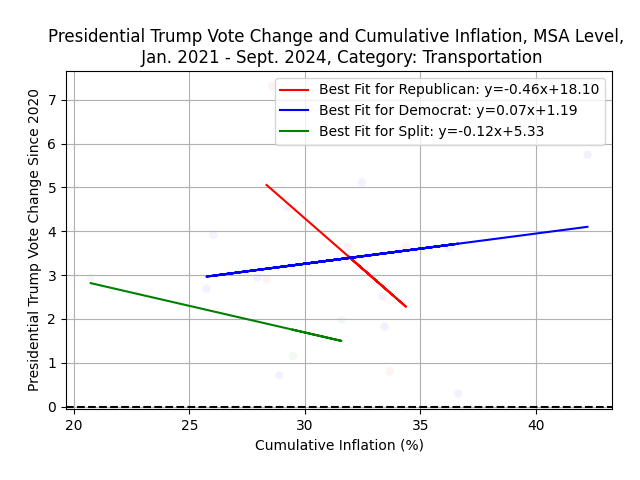 Presidential Trump Vote Change and Cumulative Inflation, MSA Level,
Jan. 2021 - Sept. 2024, Category: Transportation
Best Fit for Republican: y=-0.46x+18.10
Best Fit for Democrat: y=0.07x+1.19
Best Fit for Split: y=-0.12x+5.33
Presidential Trump Vote Change Since 2020
7
6
5
4
3
2
1
0
20 25 30 35 40
Cumulative Inflation (%)